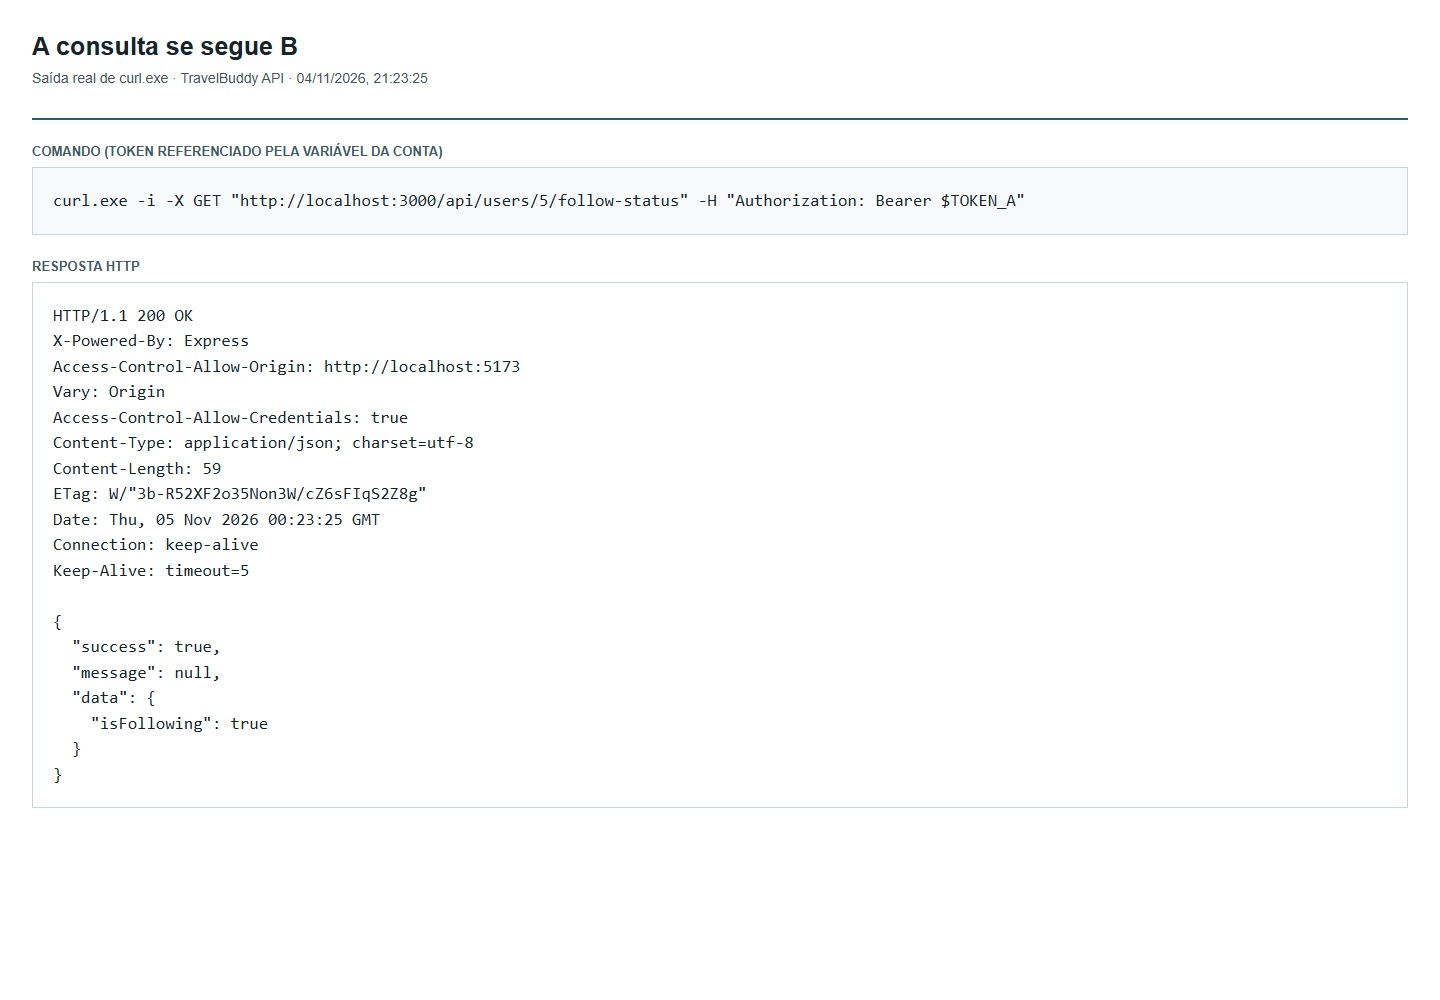 A consulta se segue B
Saída real de curl.exe · TravelBuddy API · 04/11/2026, 21:23:25
COMANDO (TOKEN REFERENCIADO PELA VARIÁVEL DA CONTA)
curl.exe -i -X GET "http://localhost:3000/api/users/5/follow-status" -H "Authorization: Bearer $TOKEN_A"
RESPOSTA HTTP
HTTP/1.1 200 OK
X-Powered-By: Express
Access-Control-Allow-Origin: http://localhost:5173
Vary: Origin
Access-Control-Allow-Credentials: true
Content-Type: application/json; charset=utf-8
Content-Length: 59
ETag: W/"3b-R52XF2o35Non3W/cZ6sFIqS2Z8g"
Date: Thu, 05 Nov 2026 00:23:25 GMT
Connection: keep-alive
Keep-Alive: timeout=5
{
  "success": true,
  "message": null,
  "data": {
    "isFollowing": true
  }
}